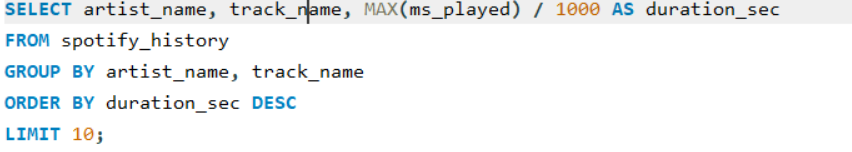 SELECT artist_name, track_name, MAX(ms_played) / 1000 AS duration_sec
FROM spotify_history
GROUP BY artist_name, track_name
ORDER BY duration_sec DESC
LIMIT 10;